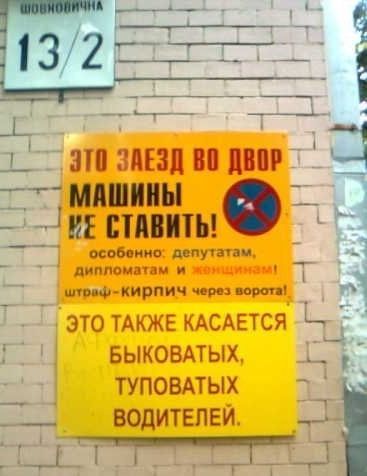 ШОВКОВИЧНА
13/2
ЭТО ЗАЕЗД ВО ДВОР
МАШИНЫ
НЕ СТАВИТЬ!
особенно: депутатам,
дипломатам и женщинам!
штраф-кирпич через ворота!
ЭТО ТАКЖЕ КАСАЕТСЯ
БЫКОВАТЫХ,
ТУПОВАТЫХ
ВОДИТЕЛЕЙ.